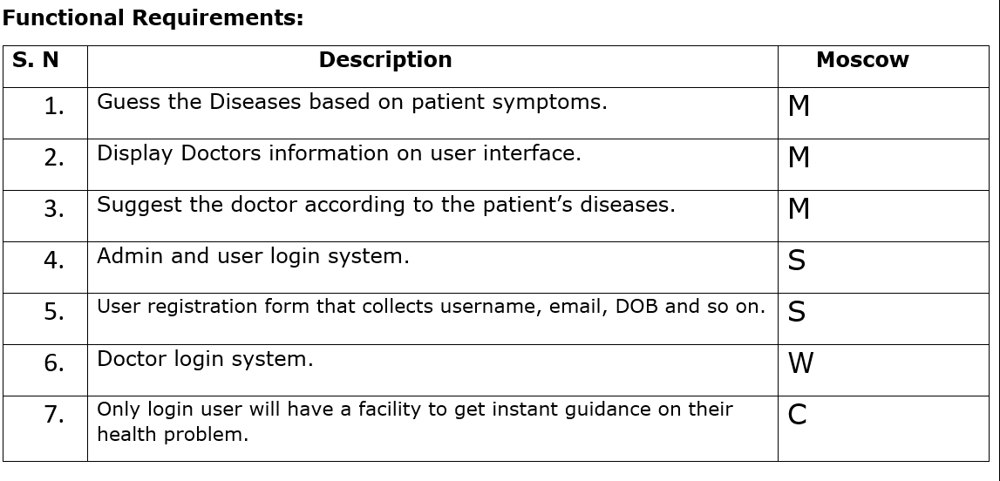 Functional Requirements:
S. N Description Moscow
1. Guess the Diseases based on patient symptoms. M
2. Display Doctors information on user interface. M
3. Suggest the doctor according to the patient’s diseases. M
4. Admin and user login system. S
5. User registration form that collects username, email, DOB and so on. S
6. Doctor login system. W
7. Only login user will have a facility to get instant guidance on their C
health problem.